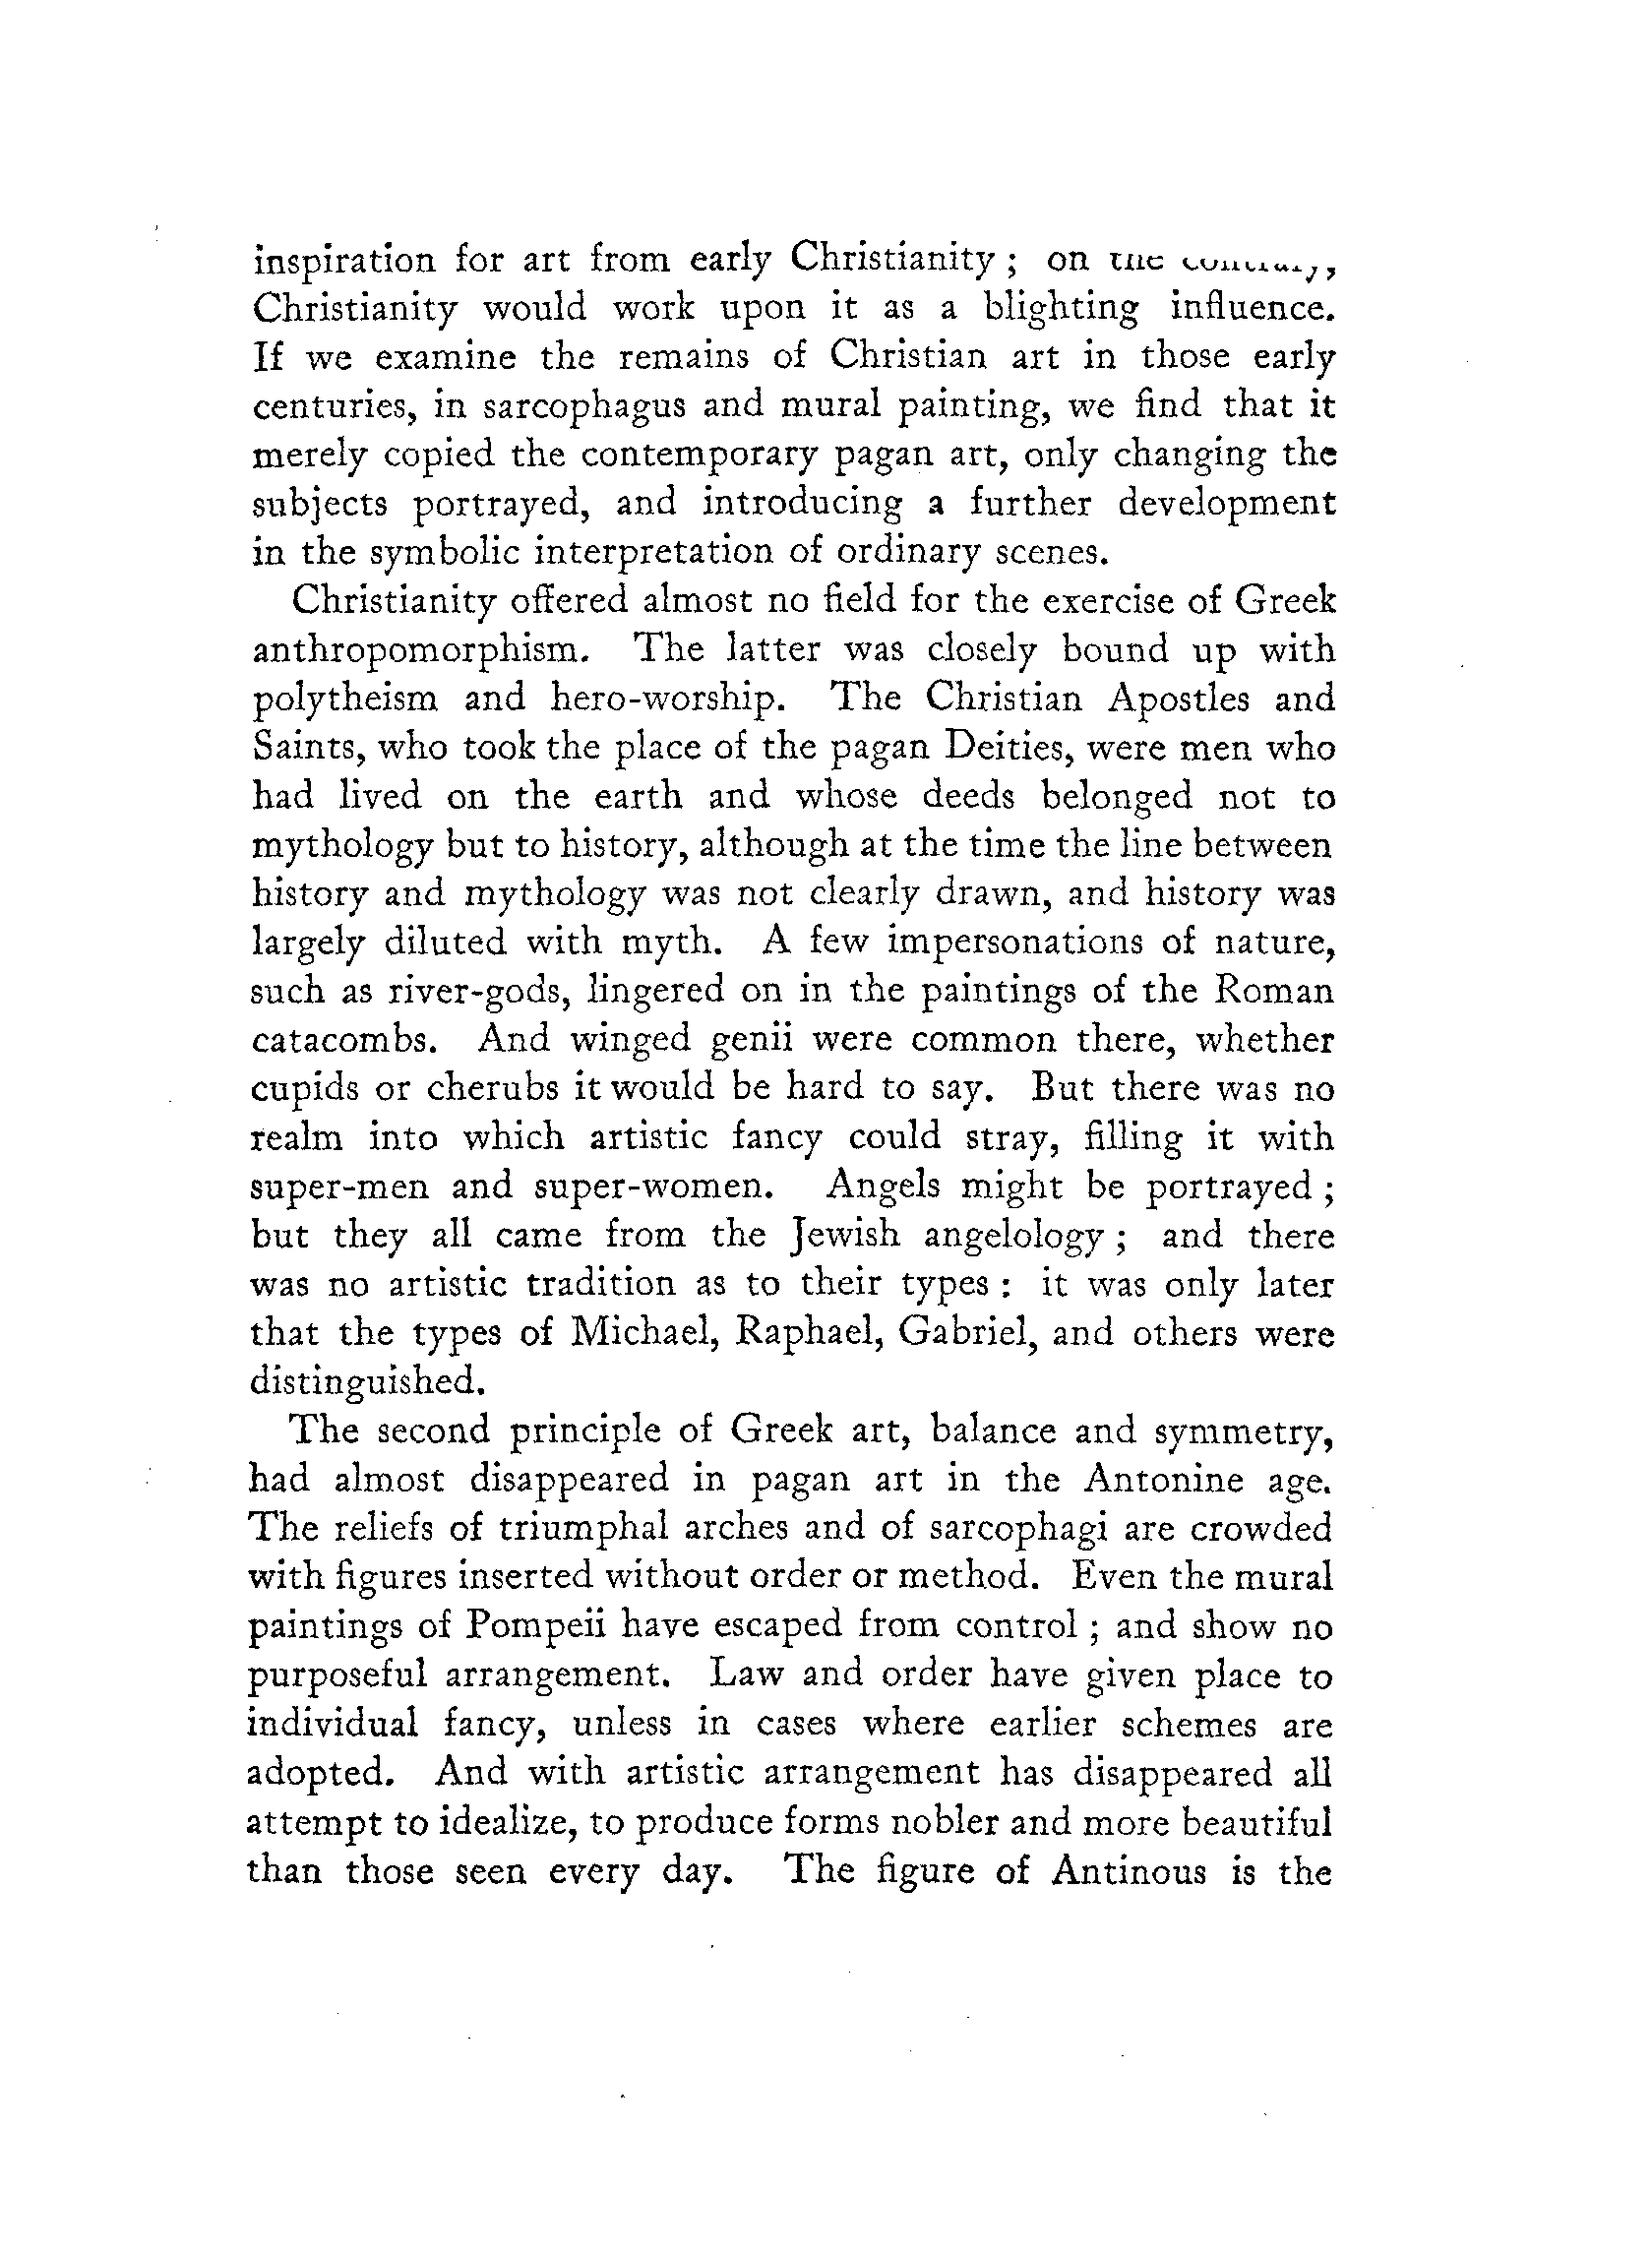 inspiration for art from early Christianity ; on the
Christianity would work upon it as a blighting influence.
If we examine the remains of Christian art in those early
centuries, in sarcophagus and mural painting, we find that it
merely copied the contemporary pagan art, only changing the
subjects portrayed, and introducing a further development
in the symbolic interpretation of ordinary scenes.
Christianity offered almost no field for the exercise of Greek
anthropomorphism. The latter was closely bound up with
polytheism and hero-worship. The Christian Apostles and
Saints, who took the place of the pagan Deities, were men who
had lived on the earth and whose deeds belonged not to
mythology but to history, although at the time the line between
history and mythology was not clearly drawn, and history was
largely diluted with myth. A few impersonations of nature,
such as river-gods, lingered on in the paintings of the Roman
catacombs. And winged genii were common there, whether
cupids or cherubs it would be hard to say. But there was no
realm into which artistic fancy could stray, filling it with
super-men and super-women. Angels might be portrayed ;
but they all came from the Jewish angelology ; and there
was no artistic tradition as to their types : it was only later
that the types of Michael, Raphael, Gabriel, and others were
distinguished.
The second principle of Greek art, balance and symmetry,
had almost disappeared in pagan art in the Antonine age.
The reliefs of triumphal arches and of sarcophagi are crowded
with figures inserted without order or method. Even the mural
paintings of Pompeii have escaped from control ; and show no
purposeful arrangement. Law and order have given place to
individual fancy, unless in cases where earlier schemes are
adopted. And with artistic arrangement has disappeared all
attempt to idealize, to produce forms nobler and more beautiful
than those seen every day. The figure of Antinous is the